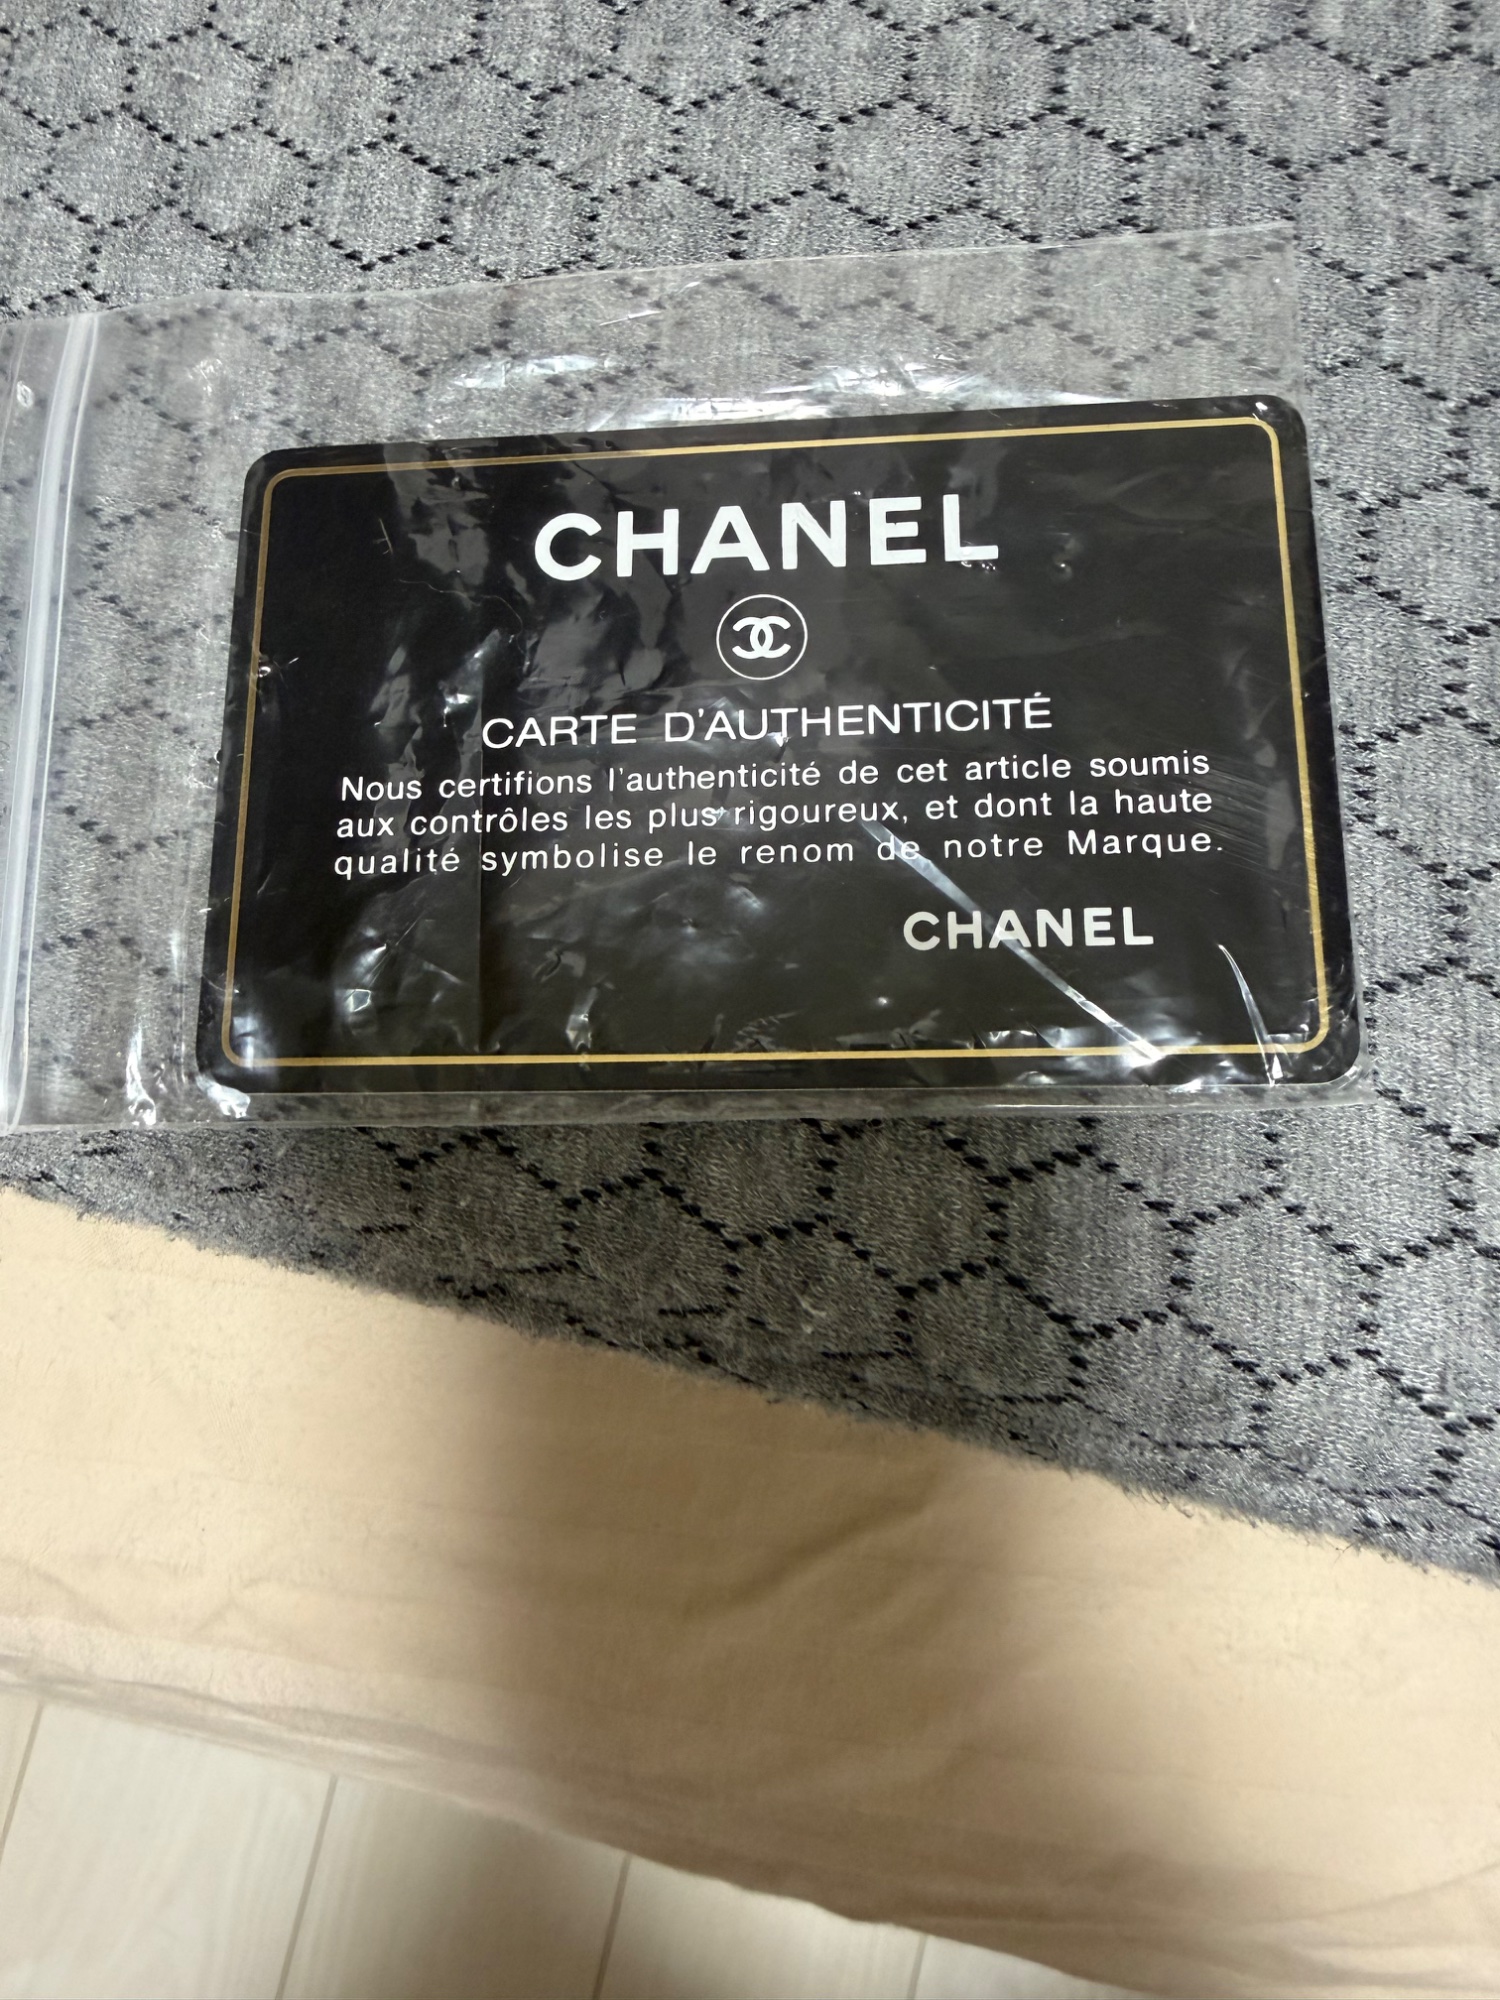 CHANEL
CARTE D'AUTHENTICITÉ
Nous certifions l'authenticité de cet article soumis
aux contrôles les plus rigoureux, et dont la haute
qualité symbolise le renom de notre Marque.
CHANEL